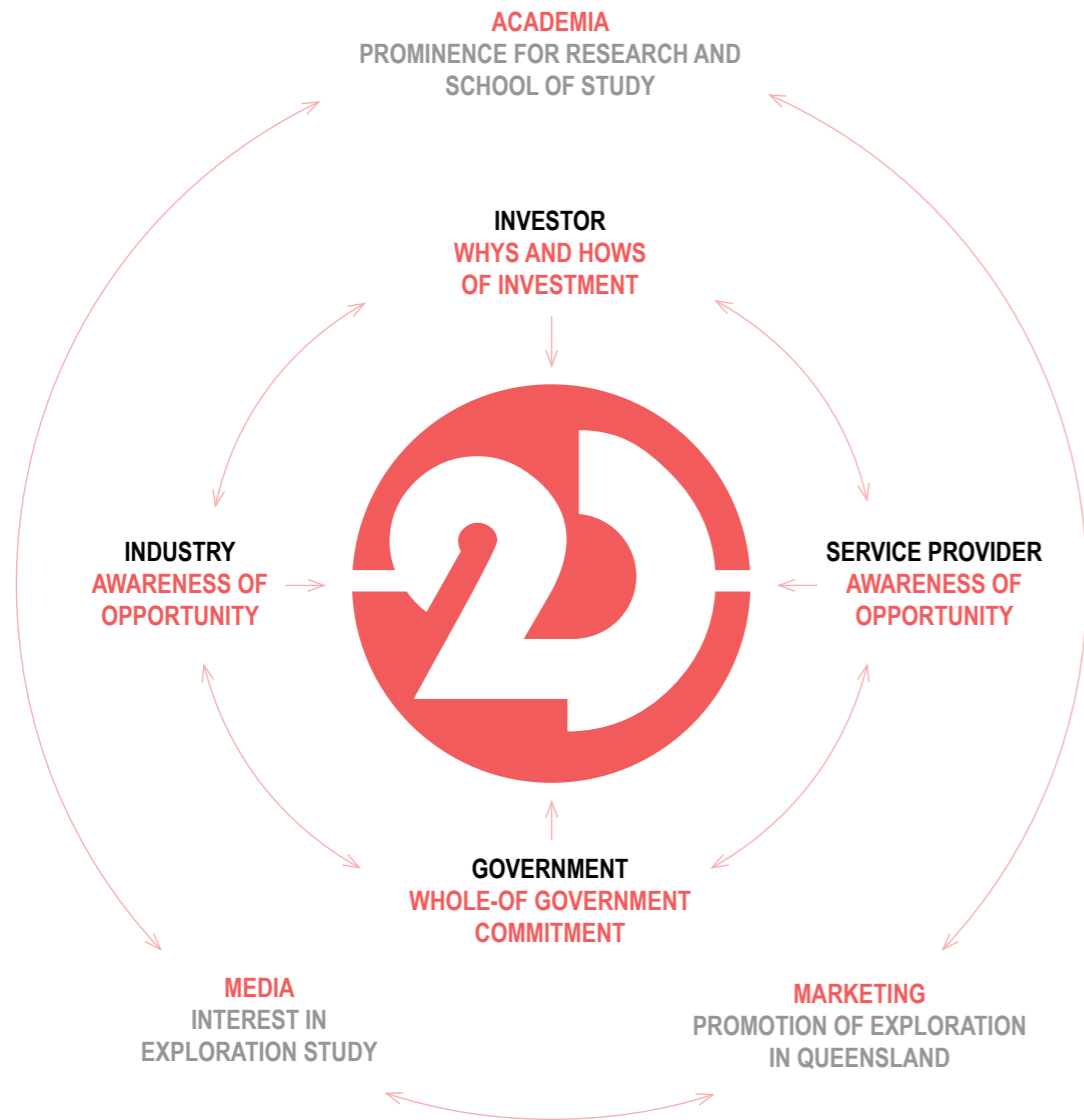 ACADEMIA
PROMINENCE FOR RESEARCH AND
SCHOOL OF STUDY
INVESTOR
WHYS AND HOWS
OF INVESTMENT
20
INDUSTRY
AWARENESS OF
OPPORTUNITY
SERVICE PROVIDER
AWARENESS OF
OPPORTUNITY
GOVERNMENT
WHOLE-OF GOVERNMENT
COMMITMENT
MEDIA
INTEREST IN
EXPLORATION STUDY
MARKETING
PROMOTION OF EXPLORATION
IN QUEENSLAND